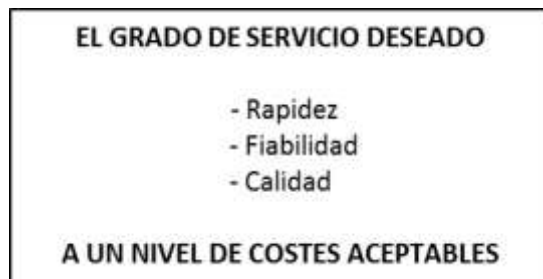 EL GRADO DE SERVICIO DESEADO
- Rapidez
- Fiabilidad
- Calidad
A UN NIVEL DE COSTES ACEPTABLES